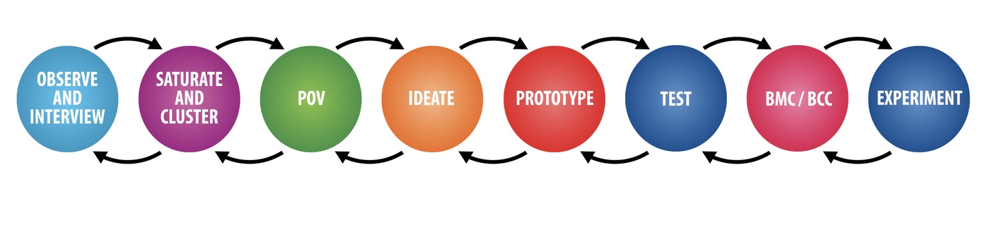 OBSERVE
AND
INTERVIEW
SATURATE
AND
CLUSTER
POV
IDEATE
PROTOTYPE
TEST
BMC / BCC
EXPERIMENT